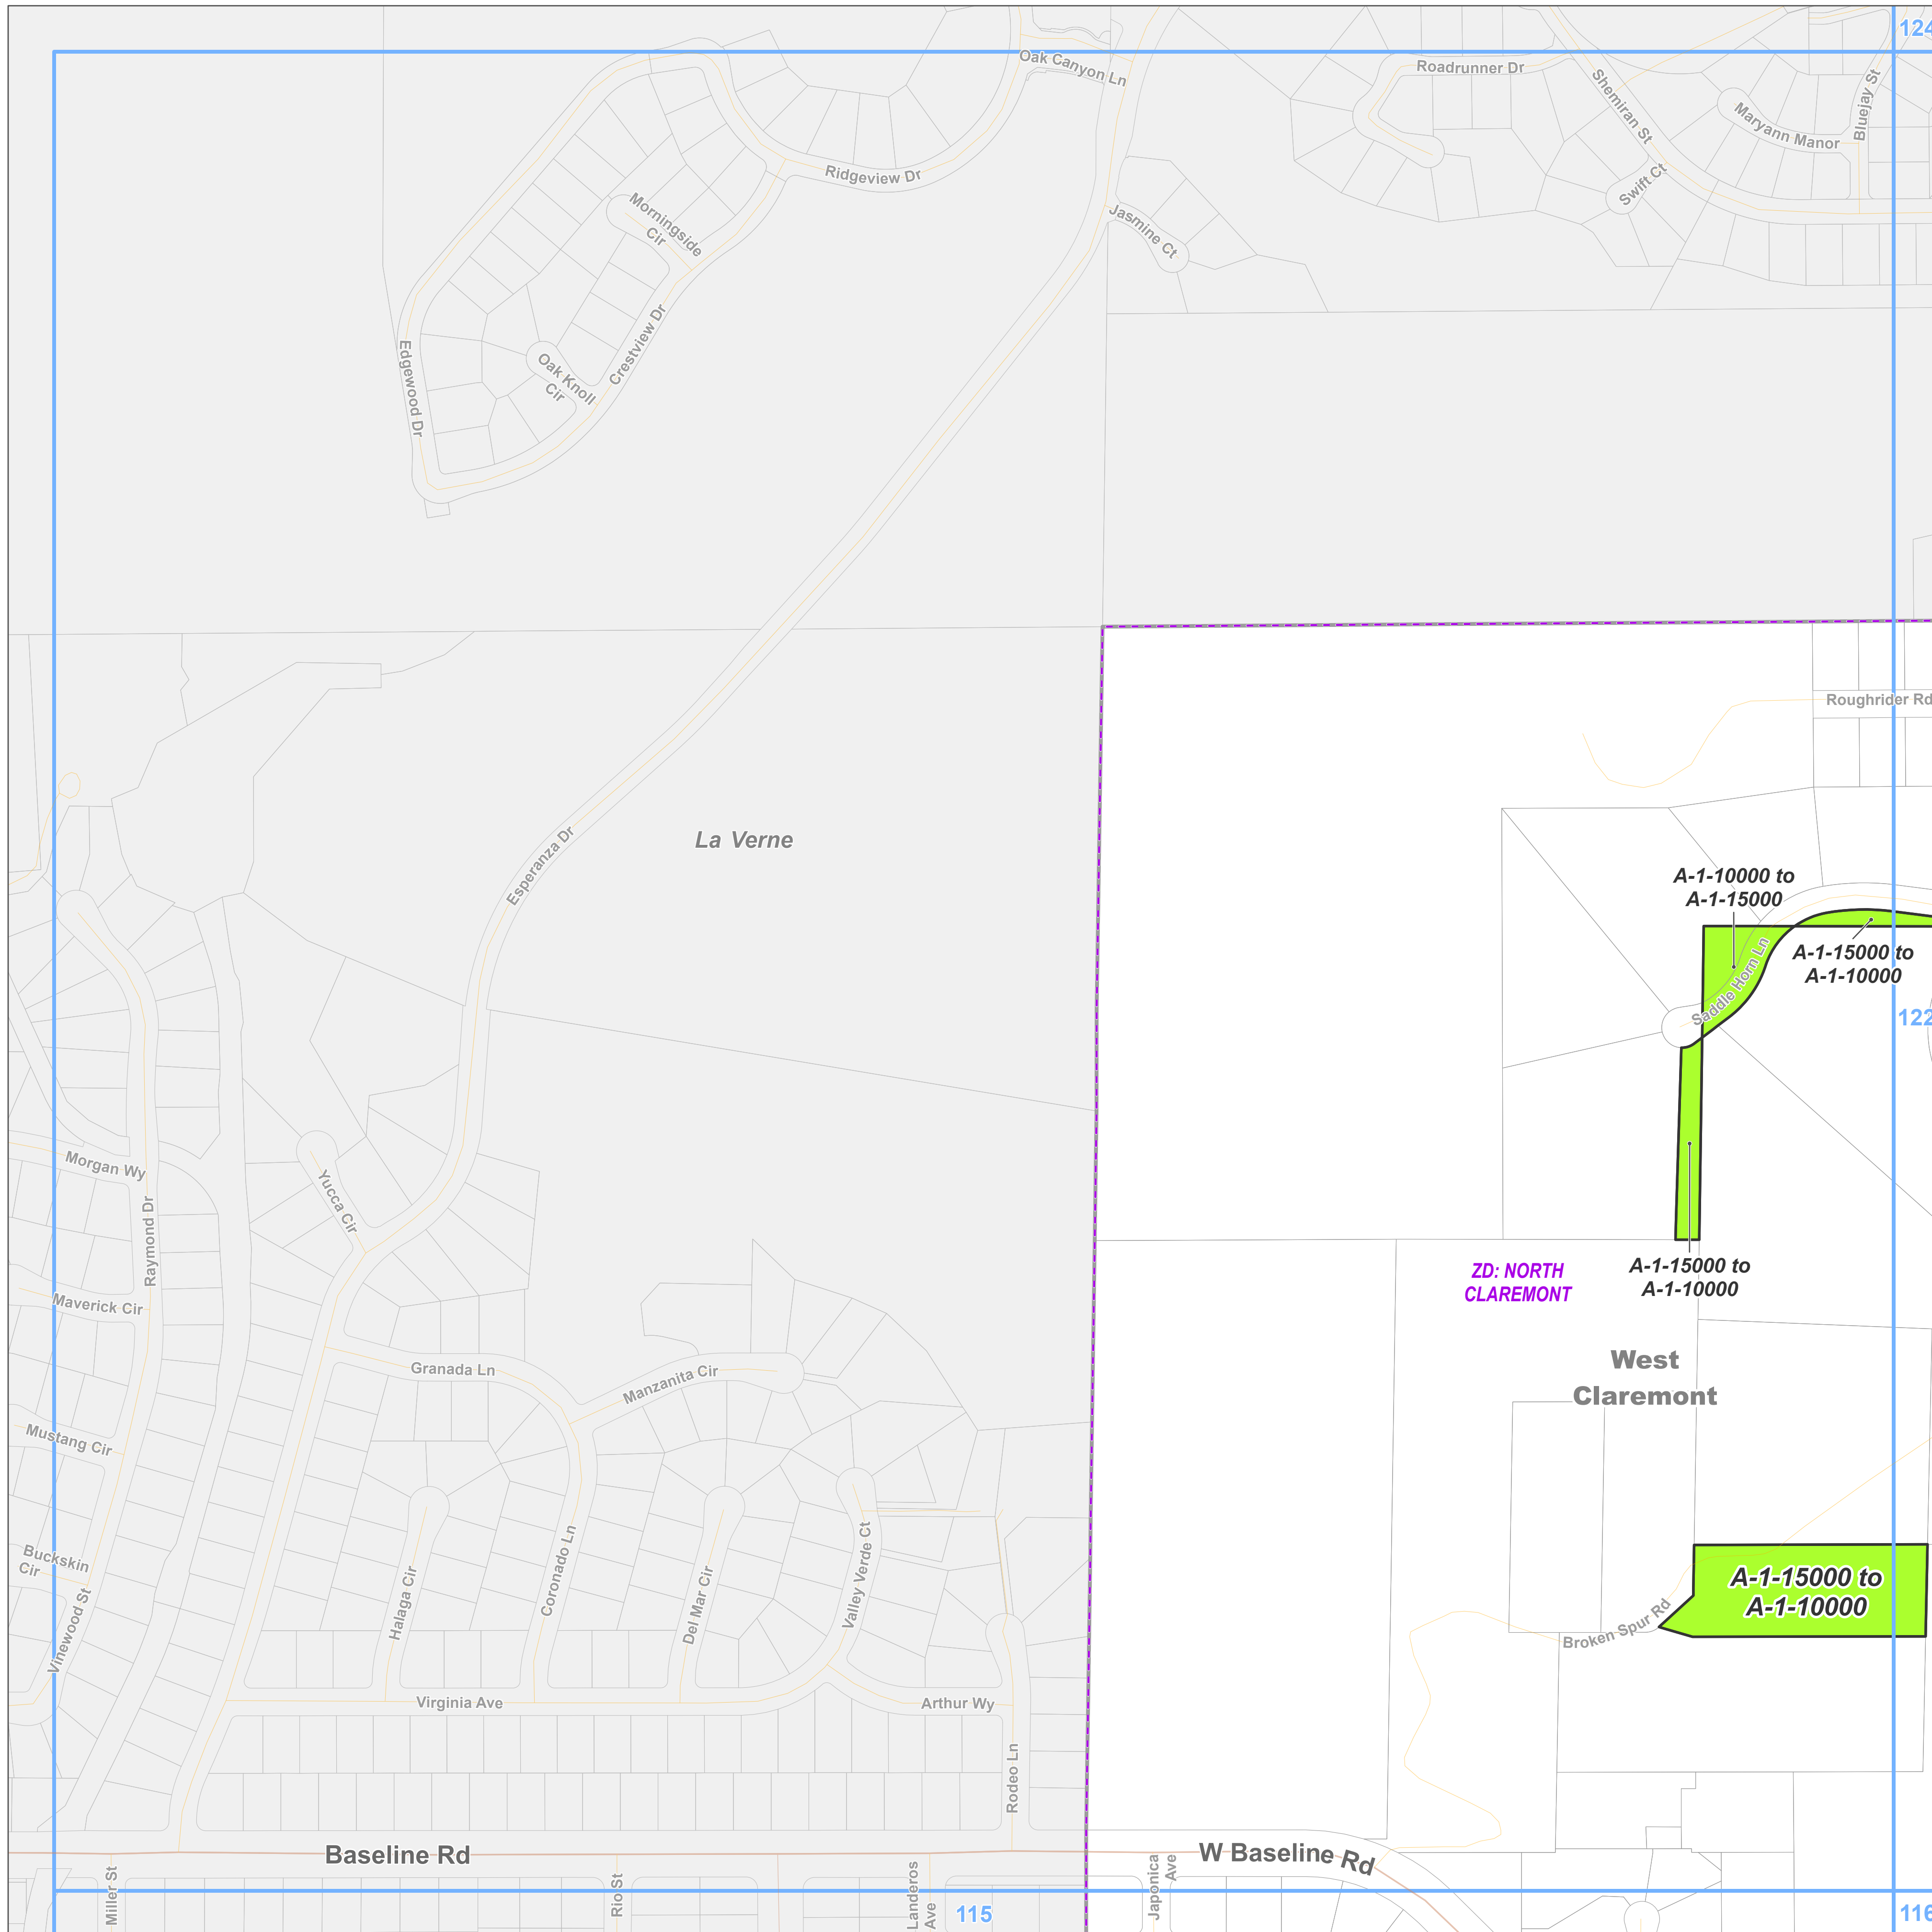 124
Oak Canyon Ln
Roadrunner Dr
Shemiran St
Maryann Manor
Bluejay St
Swift Ct
Ridgeview Dr
Morningside
Cir
Jasmine Ct
Edgewood Dr
Oak Knoll
Cir
Crestview Dr
Roughrider Rd
La Verne
Esperanza Dr
A-1-10000 to
A-1-15000
A-1-15000 to
A-1-10000
Saddle Horn Ln
122
Morgan Wy
Yucca Cir
Raymond Dr
ZD: NORTH
CLAREMONT
A-1-15000 to
A-1-10000
Maverick Cir
West
Claremont
Granada Ln
Manzanita Cir
Mustang Cir
Buckskin
Cir
Vinewood St
Halaga Cir
Coronado Ln
Del Mar Cir
Valley Verde Ct
A-1-15000 to
A-1-10000
Broken Spur Rd
Virginia Ave
Arthur Wy
Rodeo Ln
Baseline Rd
W Baseline Rd
Miller St
Rio St
Landeros
Ave
Japonica
Ave
115
116